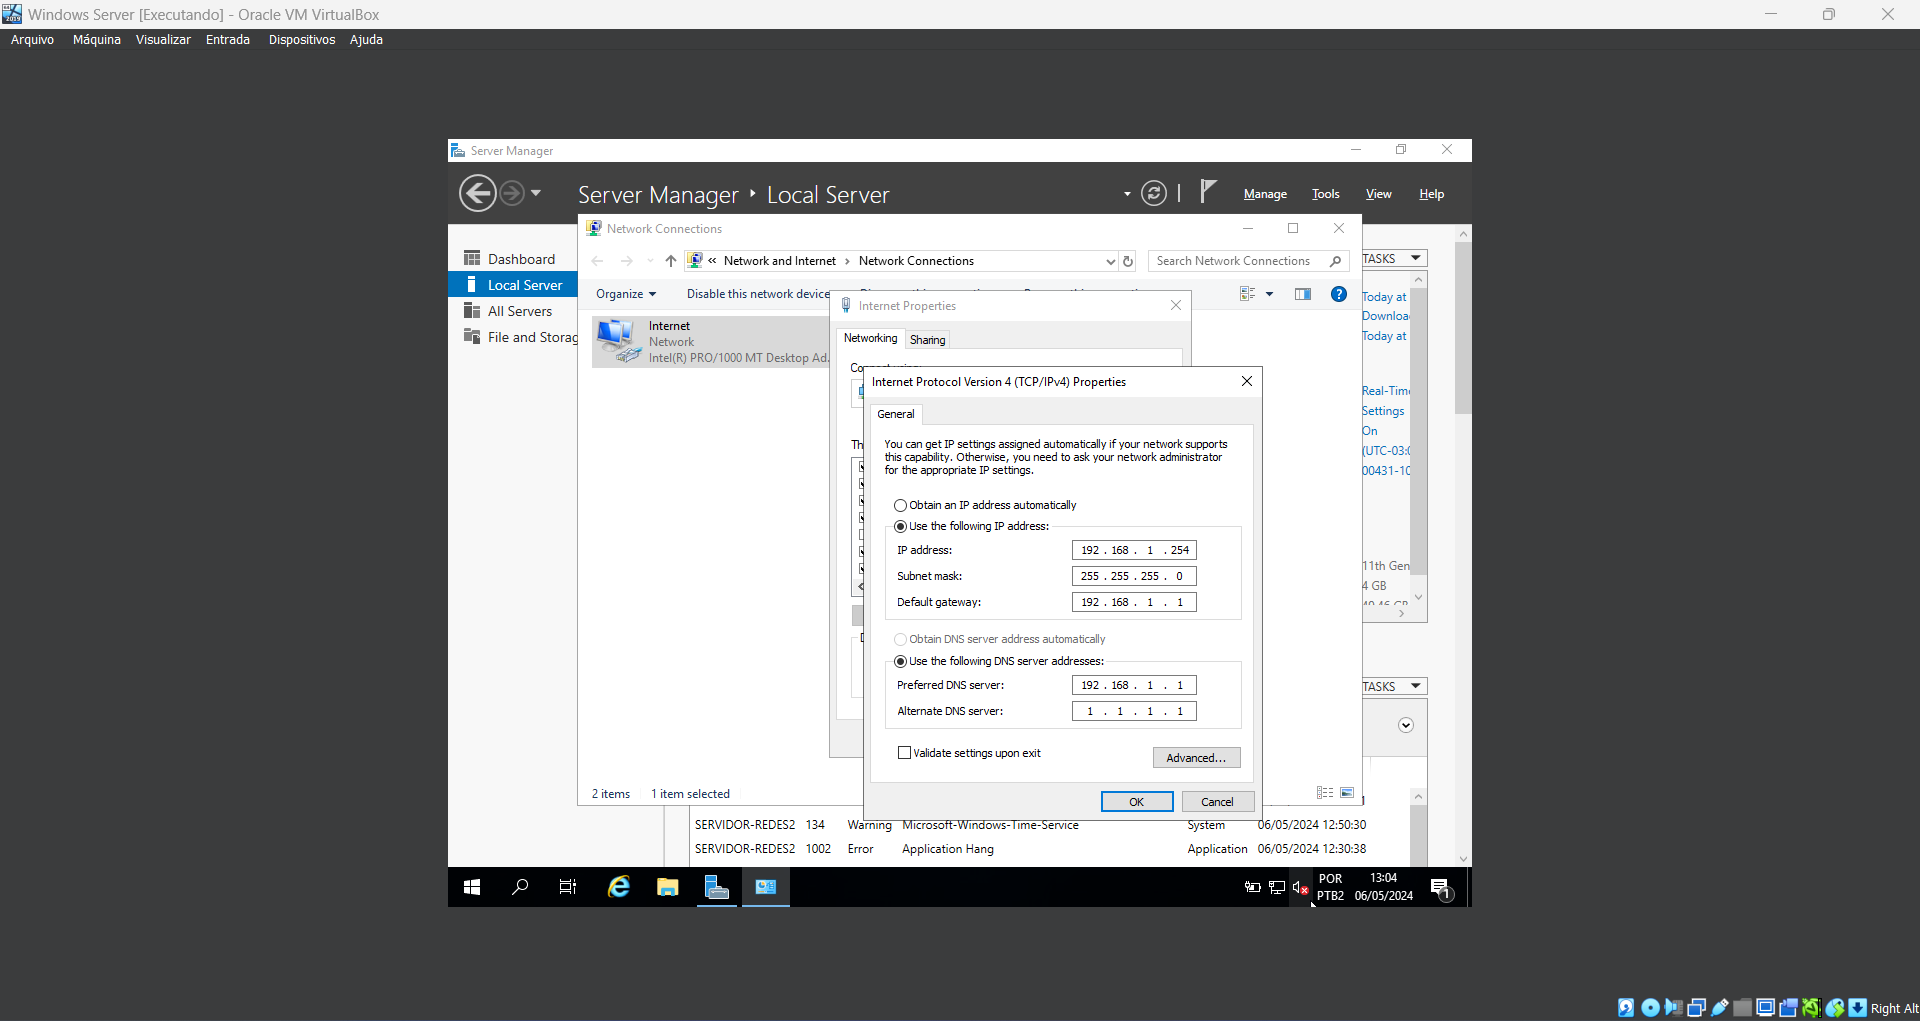 Windows Server [Executando] - Oracle VM VirtualBox
Arquivo Máquina Visualizar Entrada Dispositivos Ajuda
Server Manager
Server Manager ‣ Local Server
Manage Tools View Help
Network Connections
Dashboard
Local Server
All Servers
File and Storag
« Network and Internet › Network Connections
Search Network Connections
Organize
Disable this network device
Internet
Network
Intel(R) PRO/1000 MT Desktop Ad...
TASKS
Today at
Downloa
Today at
Real-Time
Settings
On
(UTC-03:0
00431-10
11th Gen
4 GB
TASKS
Internet Properties
Networking Sharing
Internet Protocol Version 4 (TCP/IPv4) Properties
General
You can get IP settings assigned automatically if your network supports
this capability. Otherwise, you need to ask your network administrator
for the appropriate IP settings.
Obtain an IP address automatically
Use the following IP address:
IP address: 192 . 168 . 1 . 254
Subnet mask: 255 . 255 . 255 . 0
Default gateway: 192 . 168 . 1 . 1
Obtain DNS server address automatically
Use the following DNS server addresses:
Preferred DNS server: 192 . 168 . 1 . 1
Alternate DNS server: 1 . 1 . 1 . 1
Validate settings upon exit
Advanced...
OK Cancel
2 items 1 item selected
SERVIDOR-REDES2 134 Warning Microsoft-Windows-Time-Service System 06/05/2024 12:50:30
SERVIDOR-REDES2 1002 Error Application Hang Application 06/05/2024 12:30:38
POR
PTB2
13:04
06/05/2024
1
Right Alt